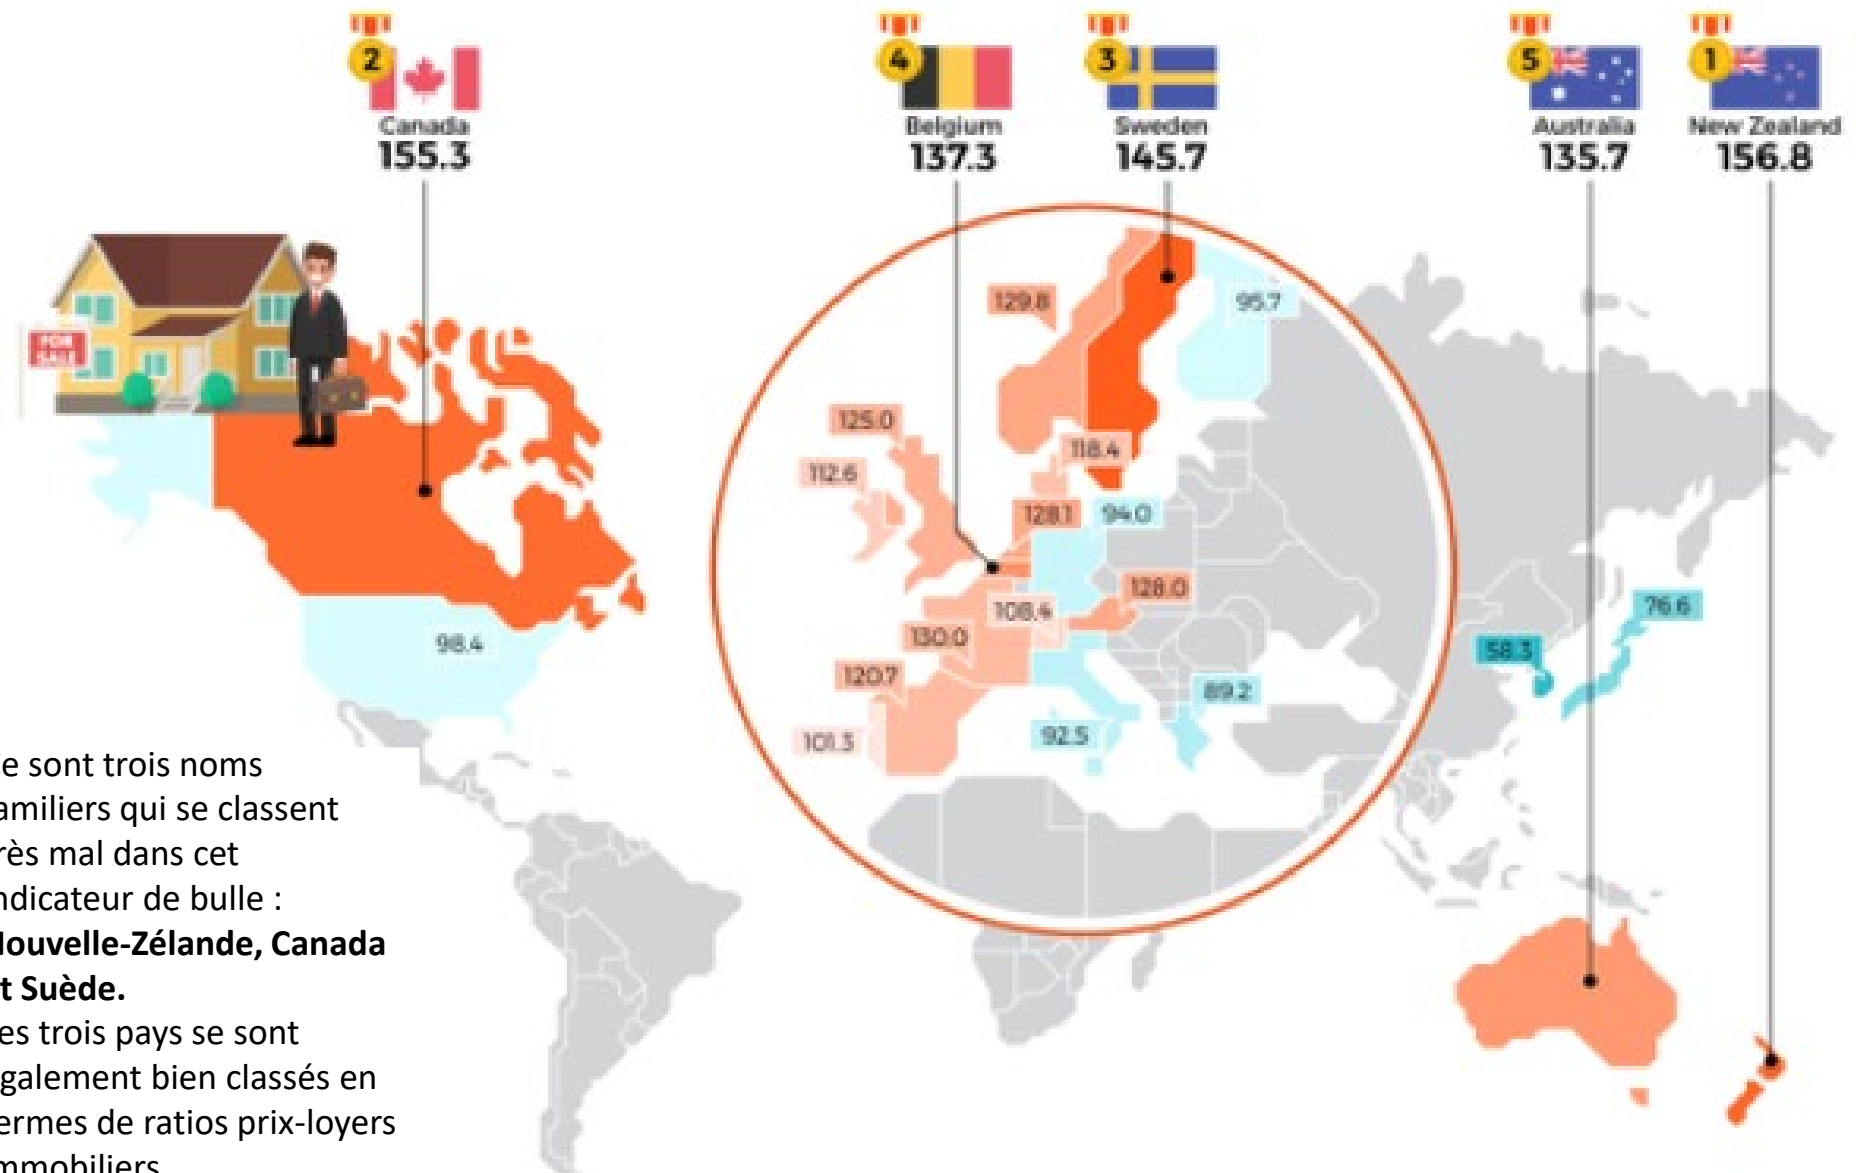 2
Canada
155.3
4
Belgium
137.3
3
Sweden
145.7
5
Australia
135.7
1
New Zealand
156.8
FOR
SALE
129.8
95.7
125.0
118.4
112.6
128.1
94.0
128.0
108.4
130.0
120.7
89.2
101.3
92.5
98.4
76.6
58.3
e sont trois noms
amiliers qui se classent
rès mal dans cet
ndicateur de bulle :
Nouvelle-Zélande, Canada
t Suède.
es trois pays se sont
galement bien classés en
ermes de ratios prix-loyers
mmobiliers